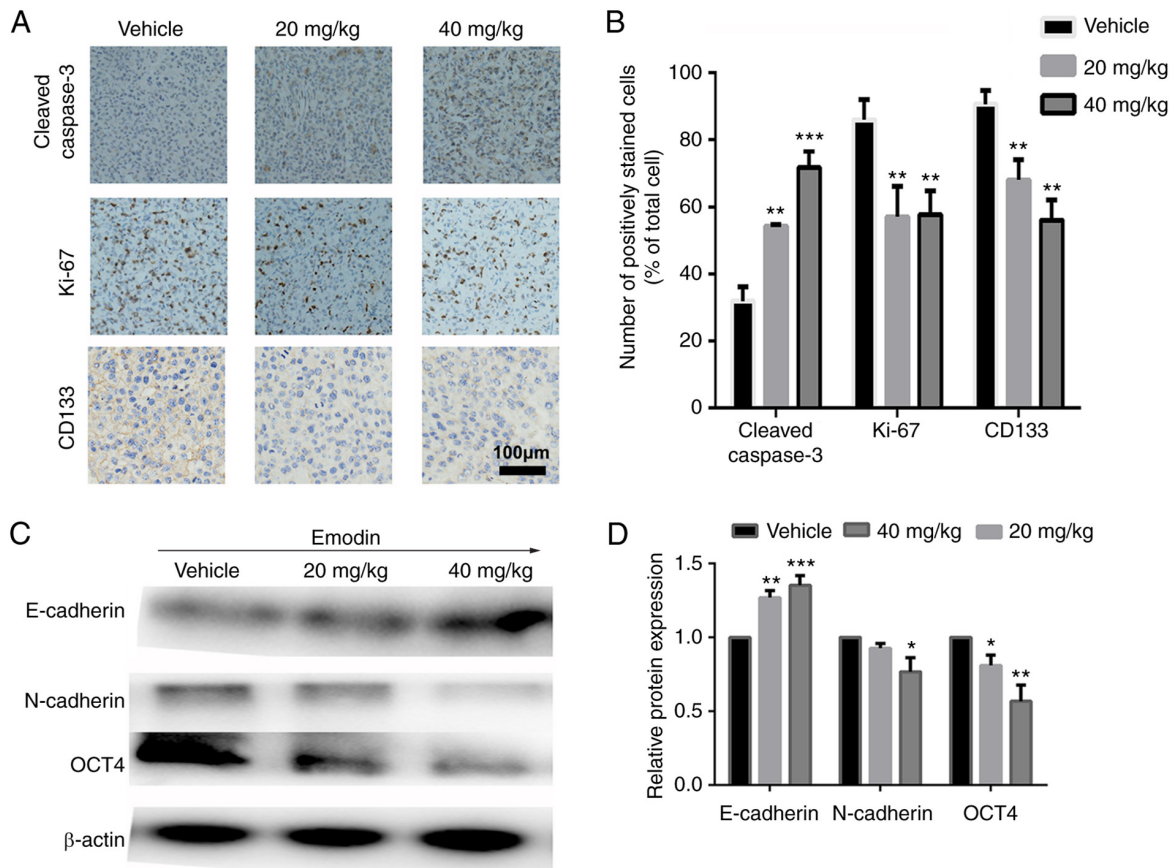 A
Vehicle 20 mg/kg 40 mg/kg
Cleaved
caspase-3
Ki-67
CD133
100µm
B
Vehicle
20 mg/kg
40 mg/kg
Number of positively stained cells
(% of total cell)
100
80
60
40
20
0
** *** ** ** ** **
Cleaved
caspase-3
Ki-67
CD133
C
Emodin
Vehicle 20 mg/kg 40 mg/kg
E-cadherin
N-cadherin
OCT4
β-actin
D
Vehicle 40 mg/kg 20 mg/kg
Relative protein expression
1.5
1.0
0.5
0.0
** *** * * **
E-cadherin N-cadherin OCT4